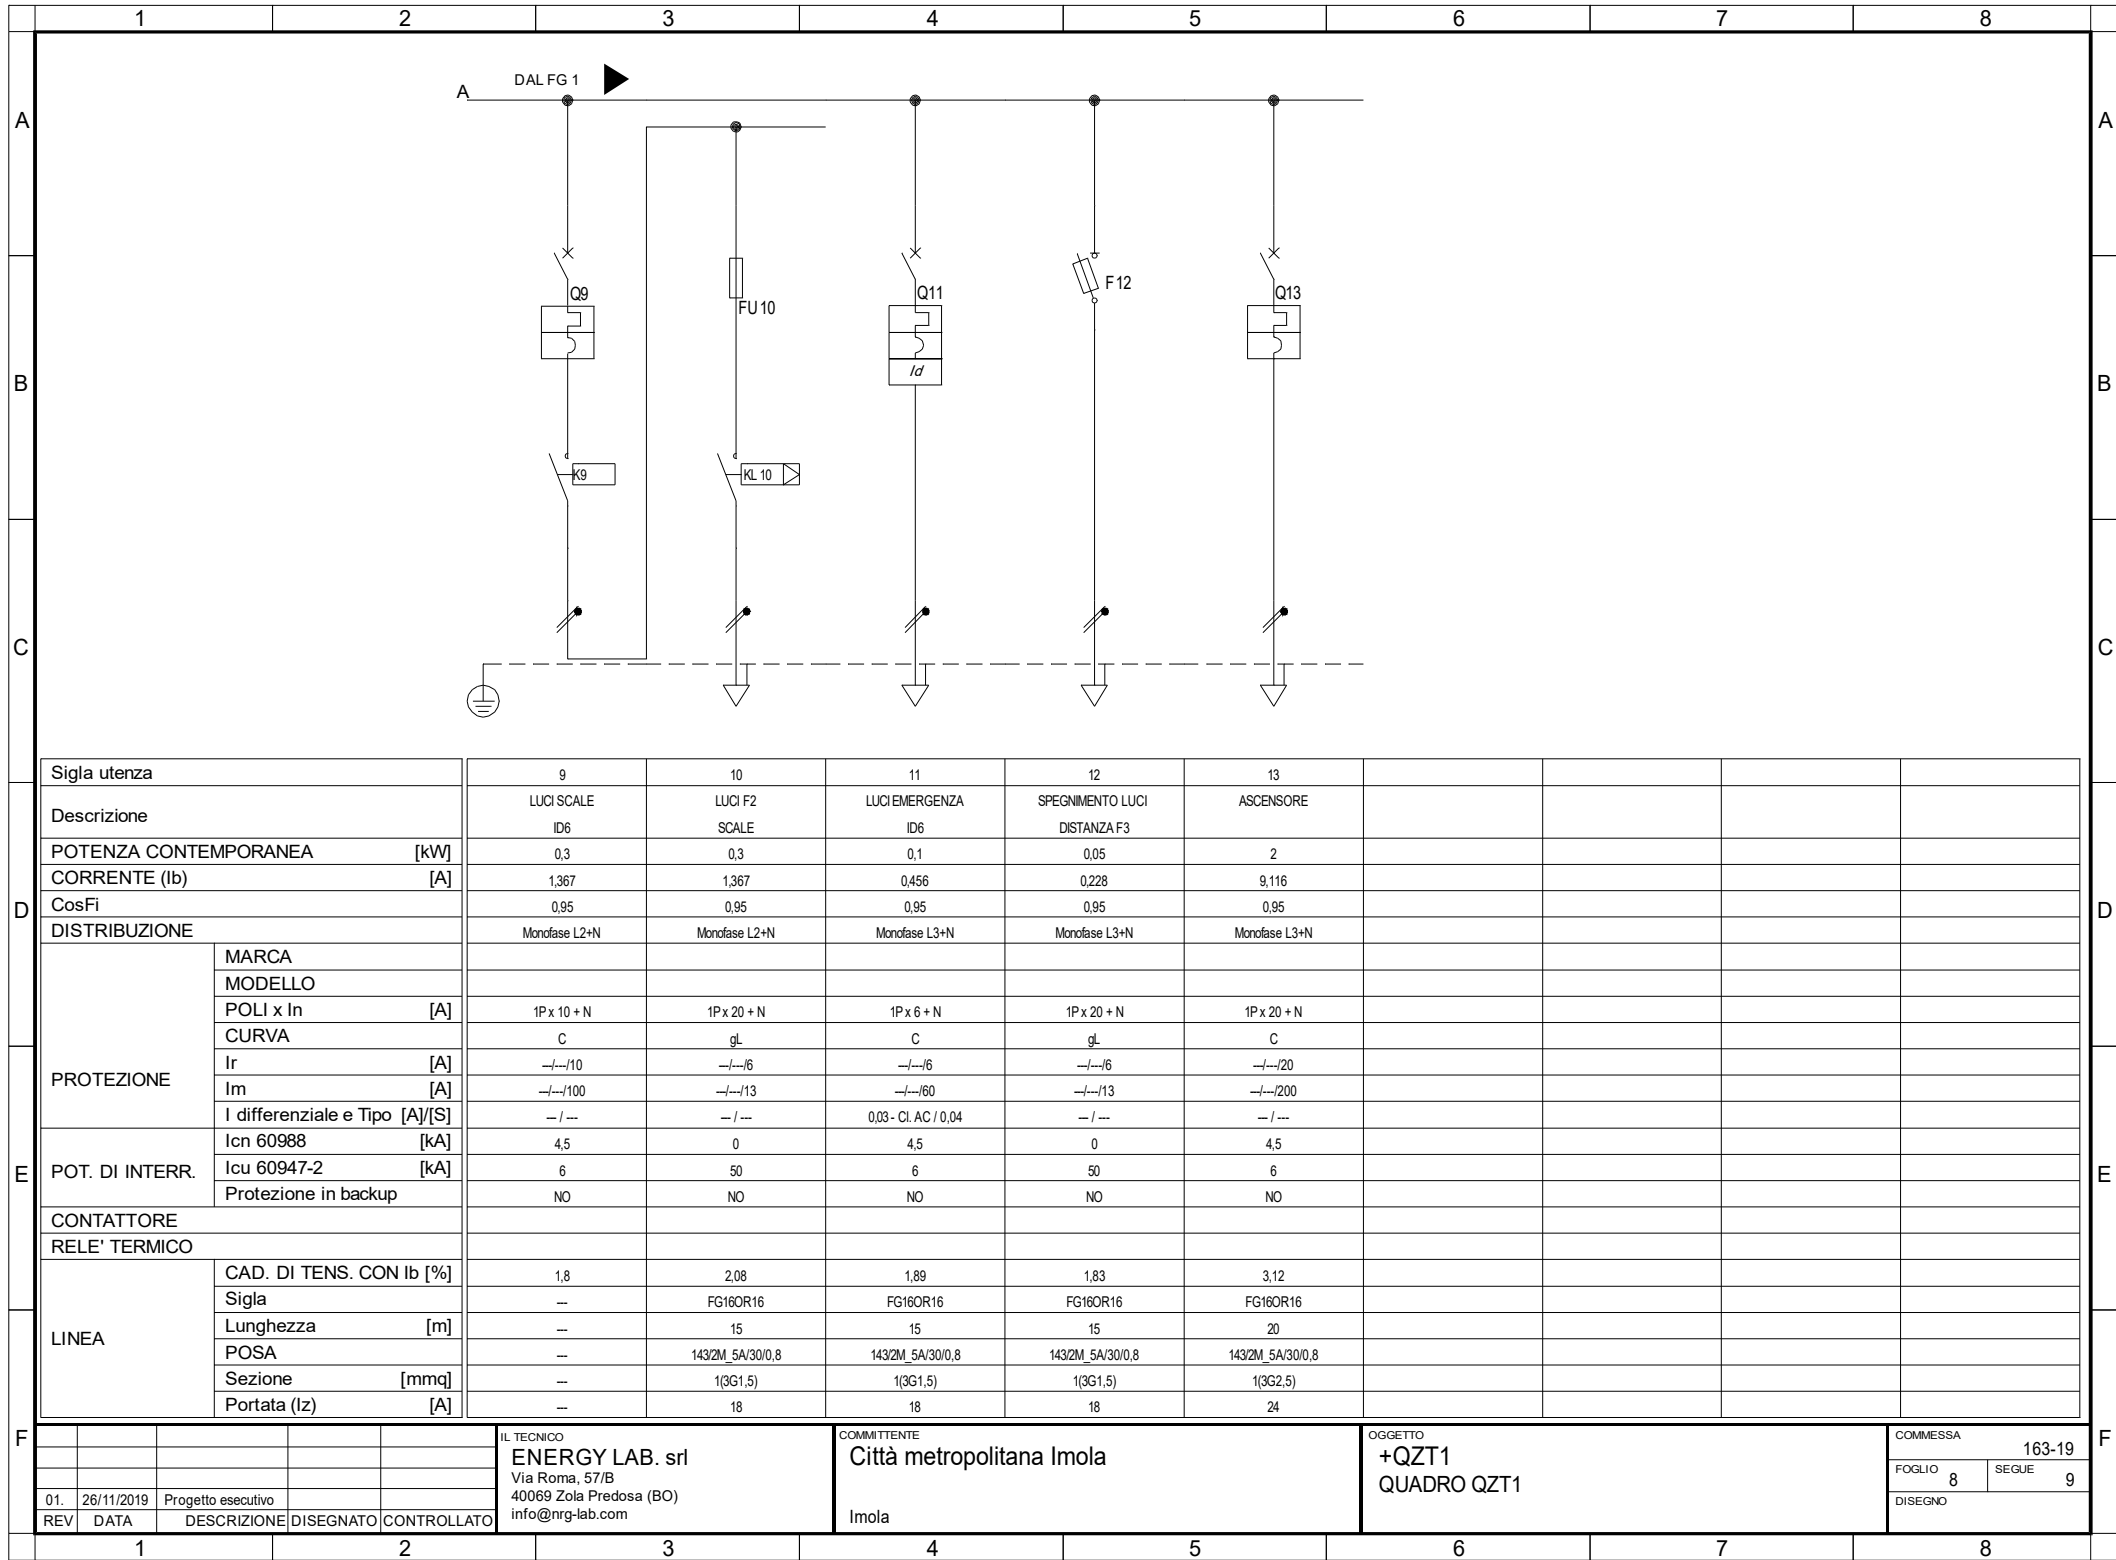 1 2 3 4 5 6 7 8
DAL FG 1
A
A A
Q9 FU 10 Q11 F 12 Q13
Id
B B
K9 KL 10
C C
Sigla utenza 9 10 11 12 13
Descrizione LUCI SCALE LUCI F2 LUCI EMERGENZA SPEGNIMENTO LUCI ASCENSORE
ID6 SCALE ID6 DISTANZA F3
POTENZA CONTEMPORANEA [kW] 0,3 0,3 0,1 0,05 2
CORRENTE (Ib) [A] 1,367 1,367 0,456 0,228 9,116
D CosFi 0,95 0,95 0,95 0,95 0,95 D
DISTRIBUZIONE Monofase L2+N Monofase L2+N Monofase L3+N Monofase L3+N Monofase L3+N
MARCA
MODELLO
POLI x In [A] 1P x 10 + N 1P x 20 + N 1P x 6 + N 1P x 20 + N 1P x 20 + N
CURVA C gL C gL C
PROTEZIONE
Ir [A] ---/---/10 ---/---/6 ---/---/6 ---/---/6 ---/---/20
Im [A] ---/---/100 ---/---/13 ---/---/60 ---/---/13 ---/---/200
I differenziale e Tipo [A]/[S] --- / --- --- / --- 0,03 - Cl. AC / 0,04 --- / --- --- / ---
POT. DI INTERR.
Icn 60988 [kA] 4,5 0 4,5 0 4,5
E Icu 60947-2 [kA] 6 50 6 50 6 E
Protezione in backup NO NO NO NO NO
CONTATTORE
RELE' TERMICO
LINEA
CAD. DI TENS. CON Ib [%] 1,8 2,08 1,89 1,83 3,12
Sigla --- FG16OR16 FG16OR16 FG16OR16 FG16OR16
Lunghezza [m] --- 15 15 15 20
POSA --- 143/2M_5A/30/0,8 143/2M_5A/30/0,8 143/2M_5A/30/0,8 143/2M_5A/30/0,8
Sezione [mmq] --- 1(3G1,5) 1(3G1,5) 1(3G1,5) 1(3G2,5)
Portata (Iz) [A] --- 18 18 18 24
F F
01. 26/11/2019 Progetto esecutivo
REV DATA DESCRIZIONE DISEGNATO CONTROLLATO
IL TECNICO
ENERGY LAB. srl
Via Roma, 57/B
40069 Zola Predosa (BO)
info@nrg-lab.com
COMMITTENTE
Città metropolitana Imola
Imola
OGGETTO
+QZT1
QUADRO QZT1
COMMESSA
163-19
FOGLIO 8 SEGUE 9
DISEGNO
1 2 3 4 5 6 7 8